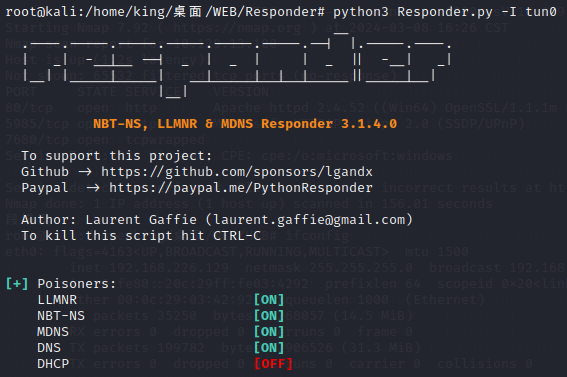 root@kali:/home/king/桌面/WEB/Responder# python3 Responder.py -I tun0
NBT-NS, LLMNR & MDNS Responder 3.1.4.0
To support this project:
Github -> https://github.com/sponsors/lgandx
Paypal -> https://paypal.me/PythonResponder
Author: Laurent Gaffie (laurent.gaffie@gmail.com)
To kill this script hit CTRL-C
[+] Poisoners:
LLMNR [ON]
NBT-NS [ON]
MDNS [ON]
DNS [ON]
DHCP [OFF]